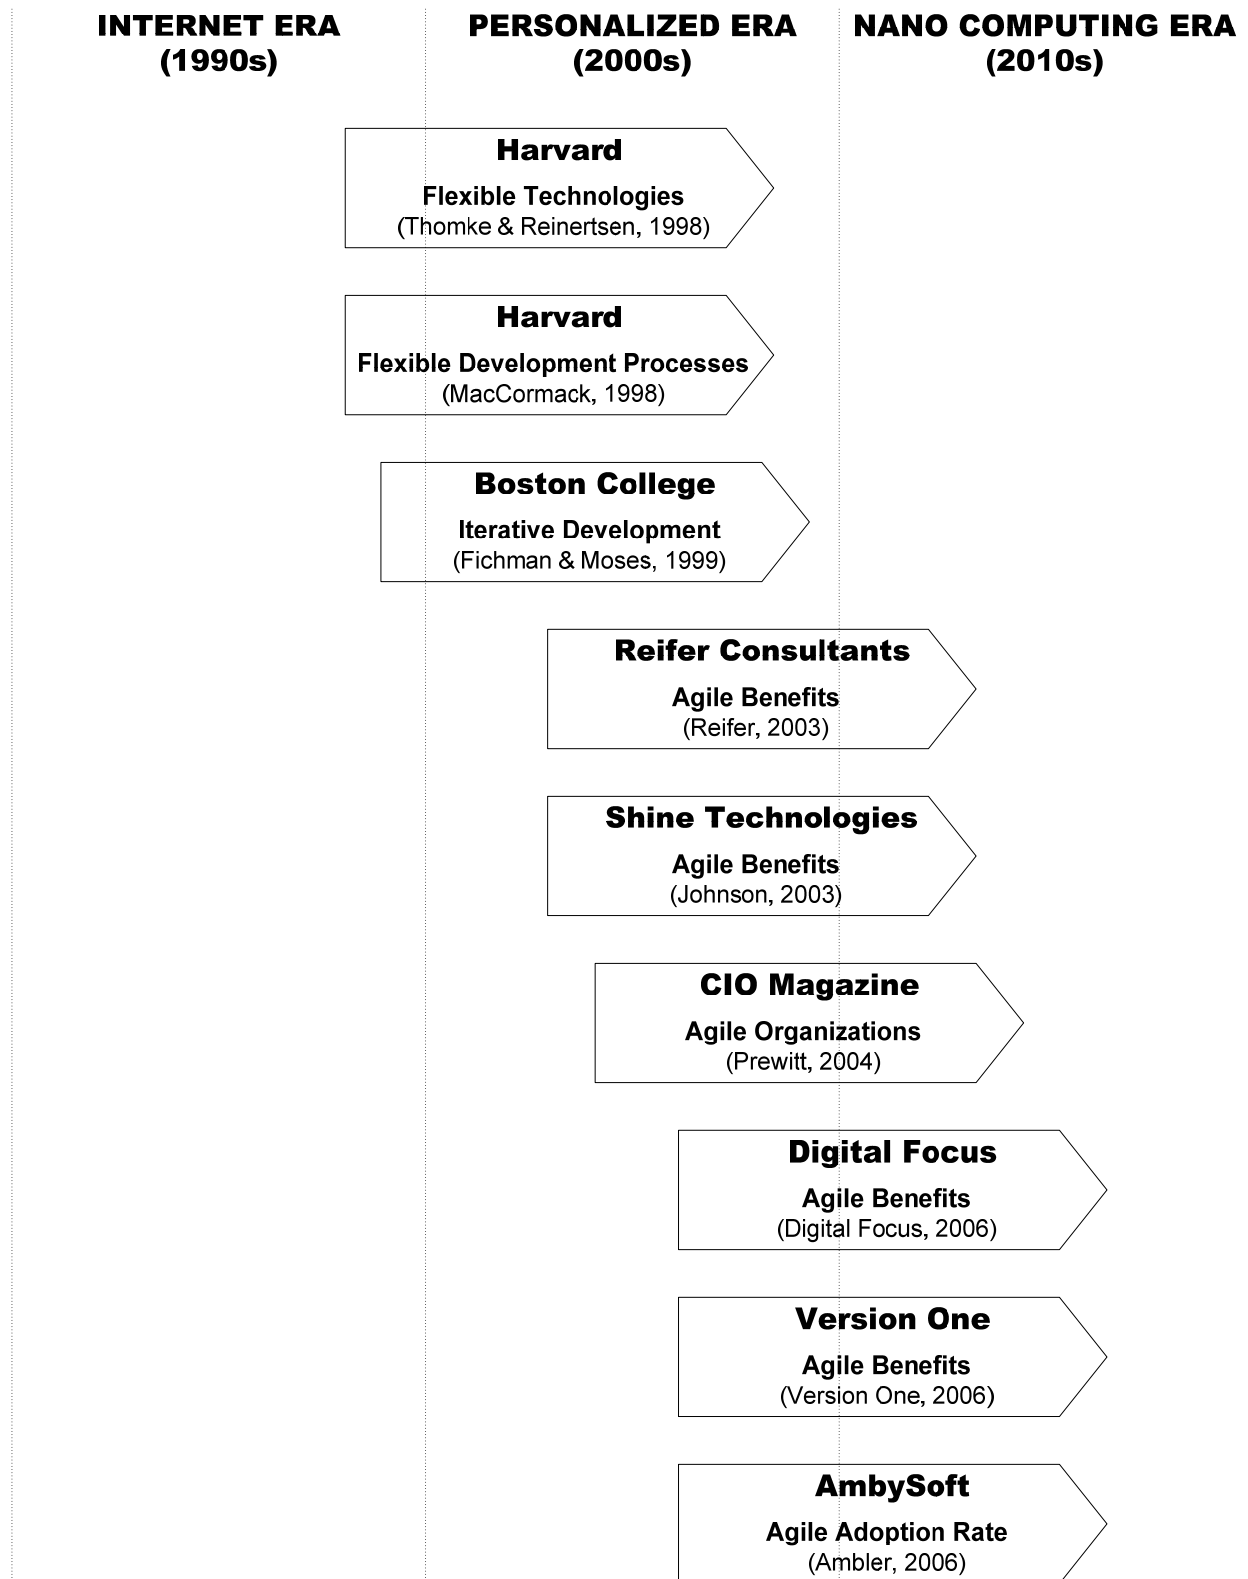 INTERNET ERA
(1990s)
PERSONALIZED ERA
(2000s)
NANO COMPUTING ERA
(2010s)
Harvard
Flexible Technologies
(Thomke & Reinertsen, 1998)
Harvard
Flexible Development Processes
(MacCormack, 1998)
Boston College
Iterative Development
(Fichman & Moses, 1999)
Reifer Consultants
Agile Benefits
(Reifer, 2003)
Shine Technologies
Agile Benefits
(Johnson, 2003)
CIO Magazine
Agile Organizations
(Prewitt, 2004)
Digital Focus
Agile Benefits
(Digital Focus, 2006)
Version One
Agile Benefits
(Version One, 2006)
AmbySoft
Agile Adoption Rate
(Ambler, 2006)